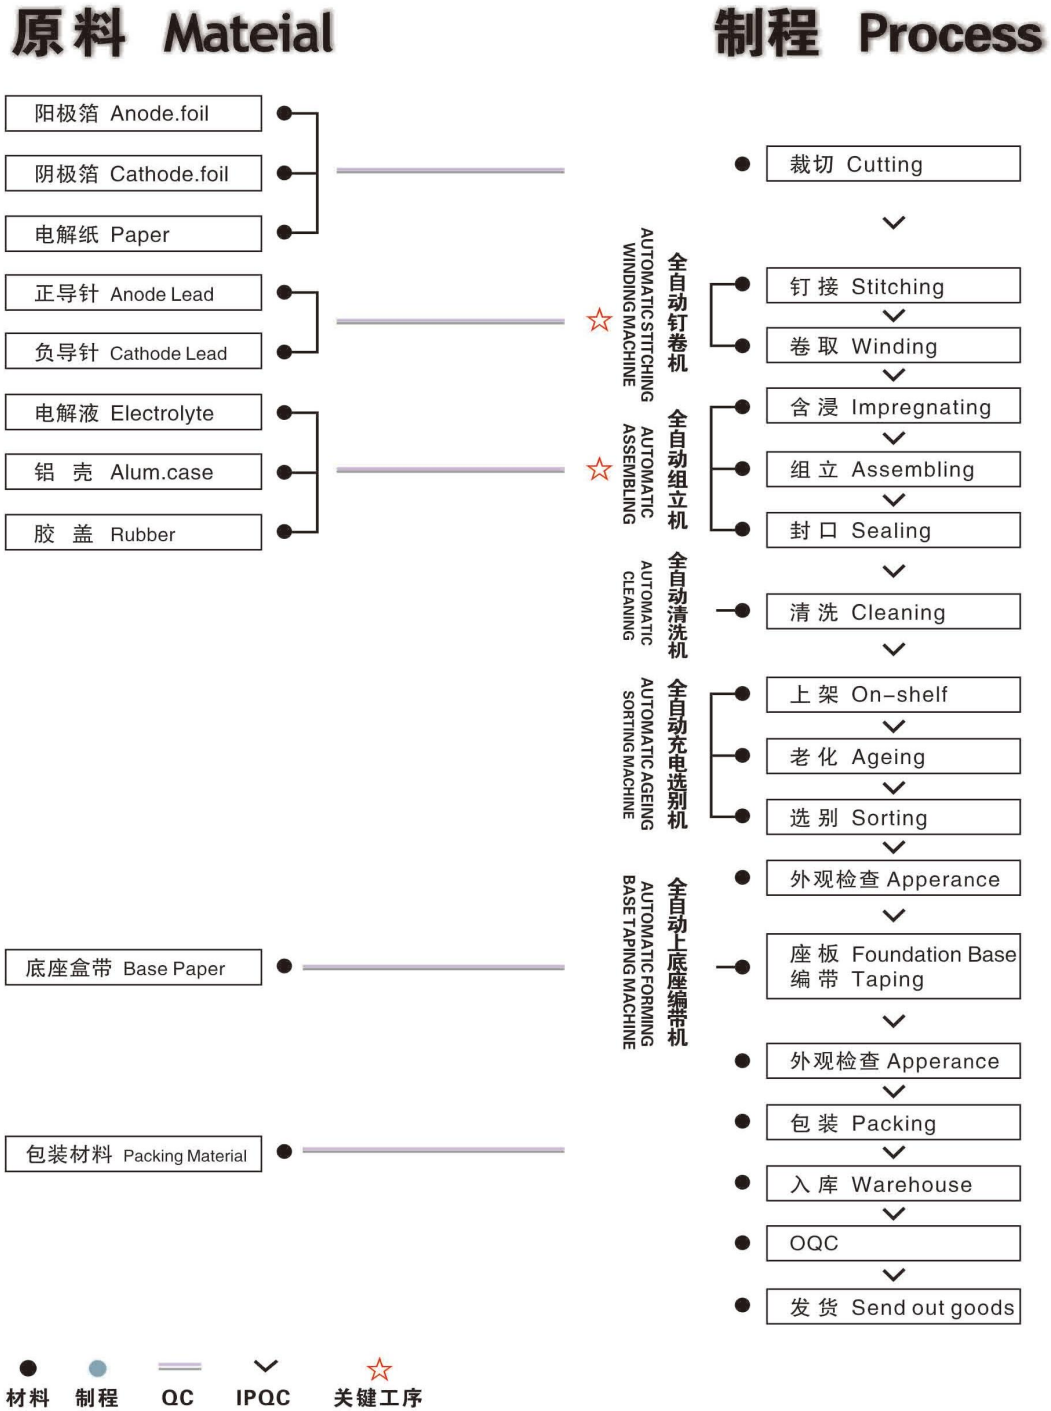 原料 Mateial
制程 Process
阳极箔 Anode.foil
阴极箔 Cathode.foil
电解纸 Paper
正导针 Anode Lead
负导针 Cathode Lead
电解液 Electrolyte
铝 壳 Alum.case
胶 盖 Rubber
底座盒带 Base Paper
包装材料 Packing Material
全自动钉卷机
AUTOMATIC STITCHING
WINDING MACHINE
全自动组立机
AUTOMATIC
ASSEMBLING
全自动清洗机
AUTOMATIC
CLEANING
全自动充电选别机
AUTOMATIC AGEING
SORTING MACHINE
全自动上底座编带机
AUTOMATIC FORMING
BASE TAPING MACHINE
裁切 Cutting
钉 接 Stitching
卷 取 Winding
含 浸 Impregnating
组 立 Assembling
封 口 Sealing
清 洗 Cleaning
上 架 On-shelf
老 化 Ageing
选 别 Sorting
外观检查 Apperance
座 板 Foundation Base
编 带 Taping
外观检查 Apperance
包 装 Packing
入 库 Warehouse
OQC
发 货 Send out goods
材料 制程 QC IPQC 关键工序